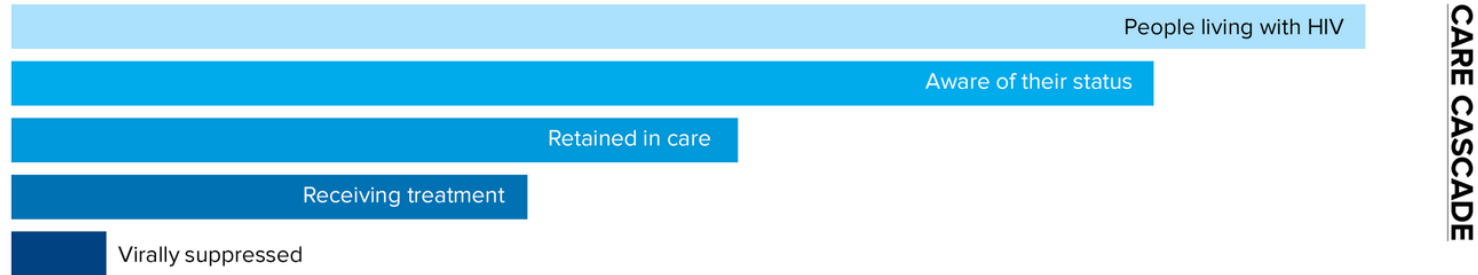 People living with HIV
Aware of their status
Retained in care
Receiving treatment
Virally suppressed
CARE CASCADE